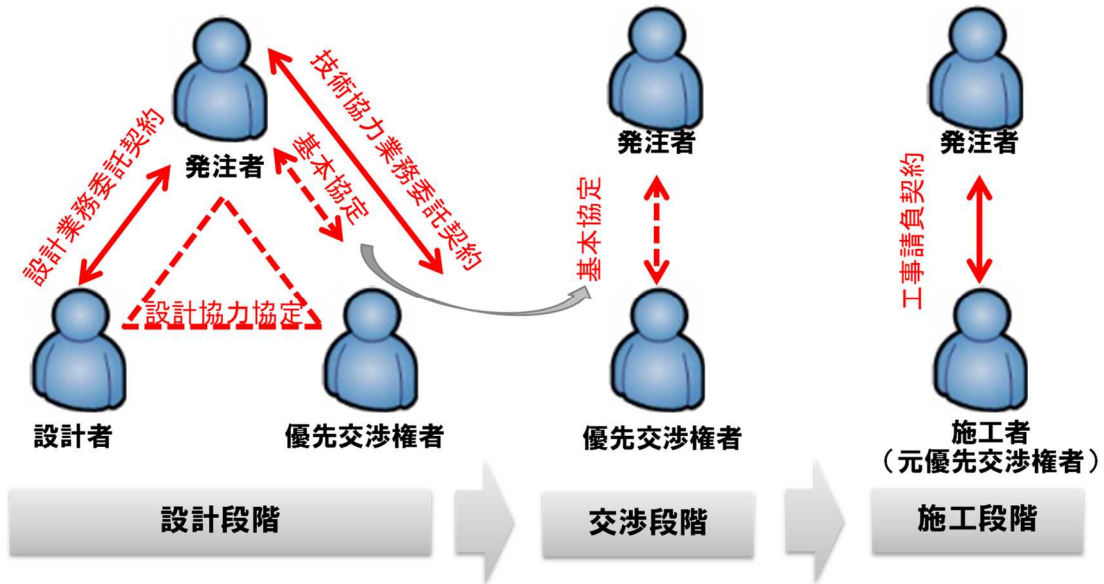 発注者
設計業務委託契約
基本協定
技術協力業務委託契約
設計協力協定
設計者
優先交渉権者
設計段階
発注者
基本協定
優先交渉権者
交渉段階
発注者
工事請負契約
施工者
（元優先交渉権者）
施工段階